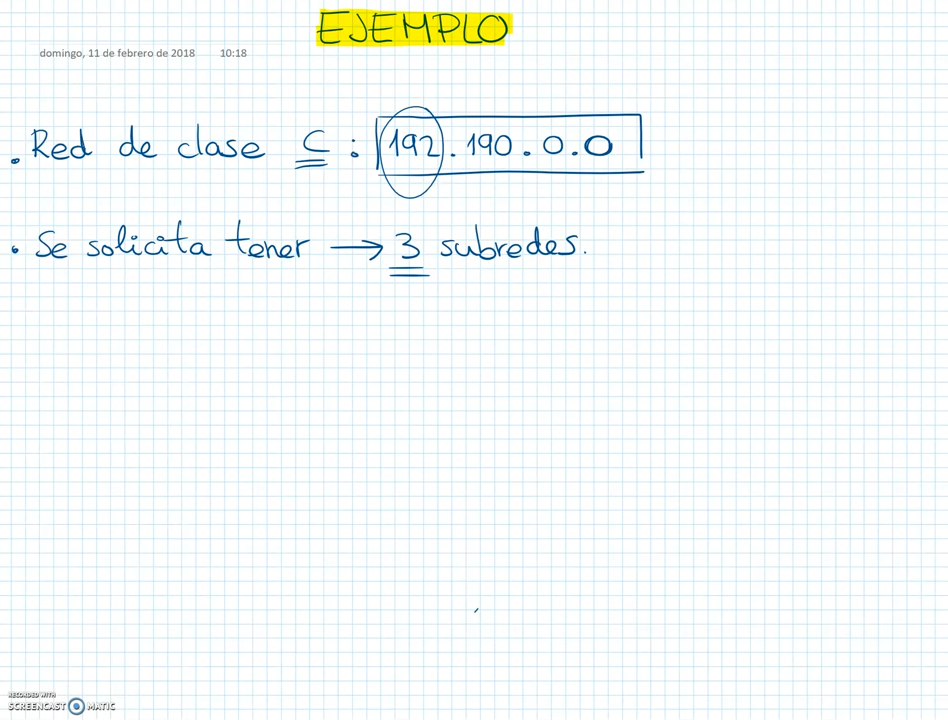 EJEMPLO
domingo, 11 de febrero de 2018 10:18
. Red de clase C : 192.190.0.0
• Se solicita tener → 3 subredes.
RECORDED WITH
SCREENCAST MATIC